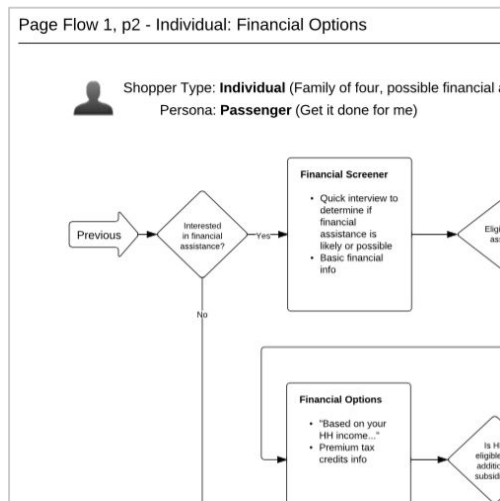 Page Flow 1, p2 - Individual: Financial Options
Shopper Type: Individual (Family of four, possible financial
Persona: Passenger (Get it done for me)
Previous
Interested
in financial
assistance?
Yes
No
Financial Screener
• Quick interview to
determine if
financial
assistance is
likely or possible
• Basic financial
info
Financial Options
• "Based on your
HH income..."
• Premium tax
credits info